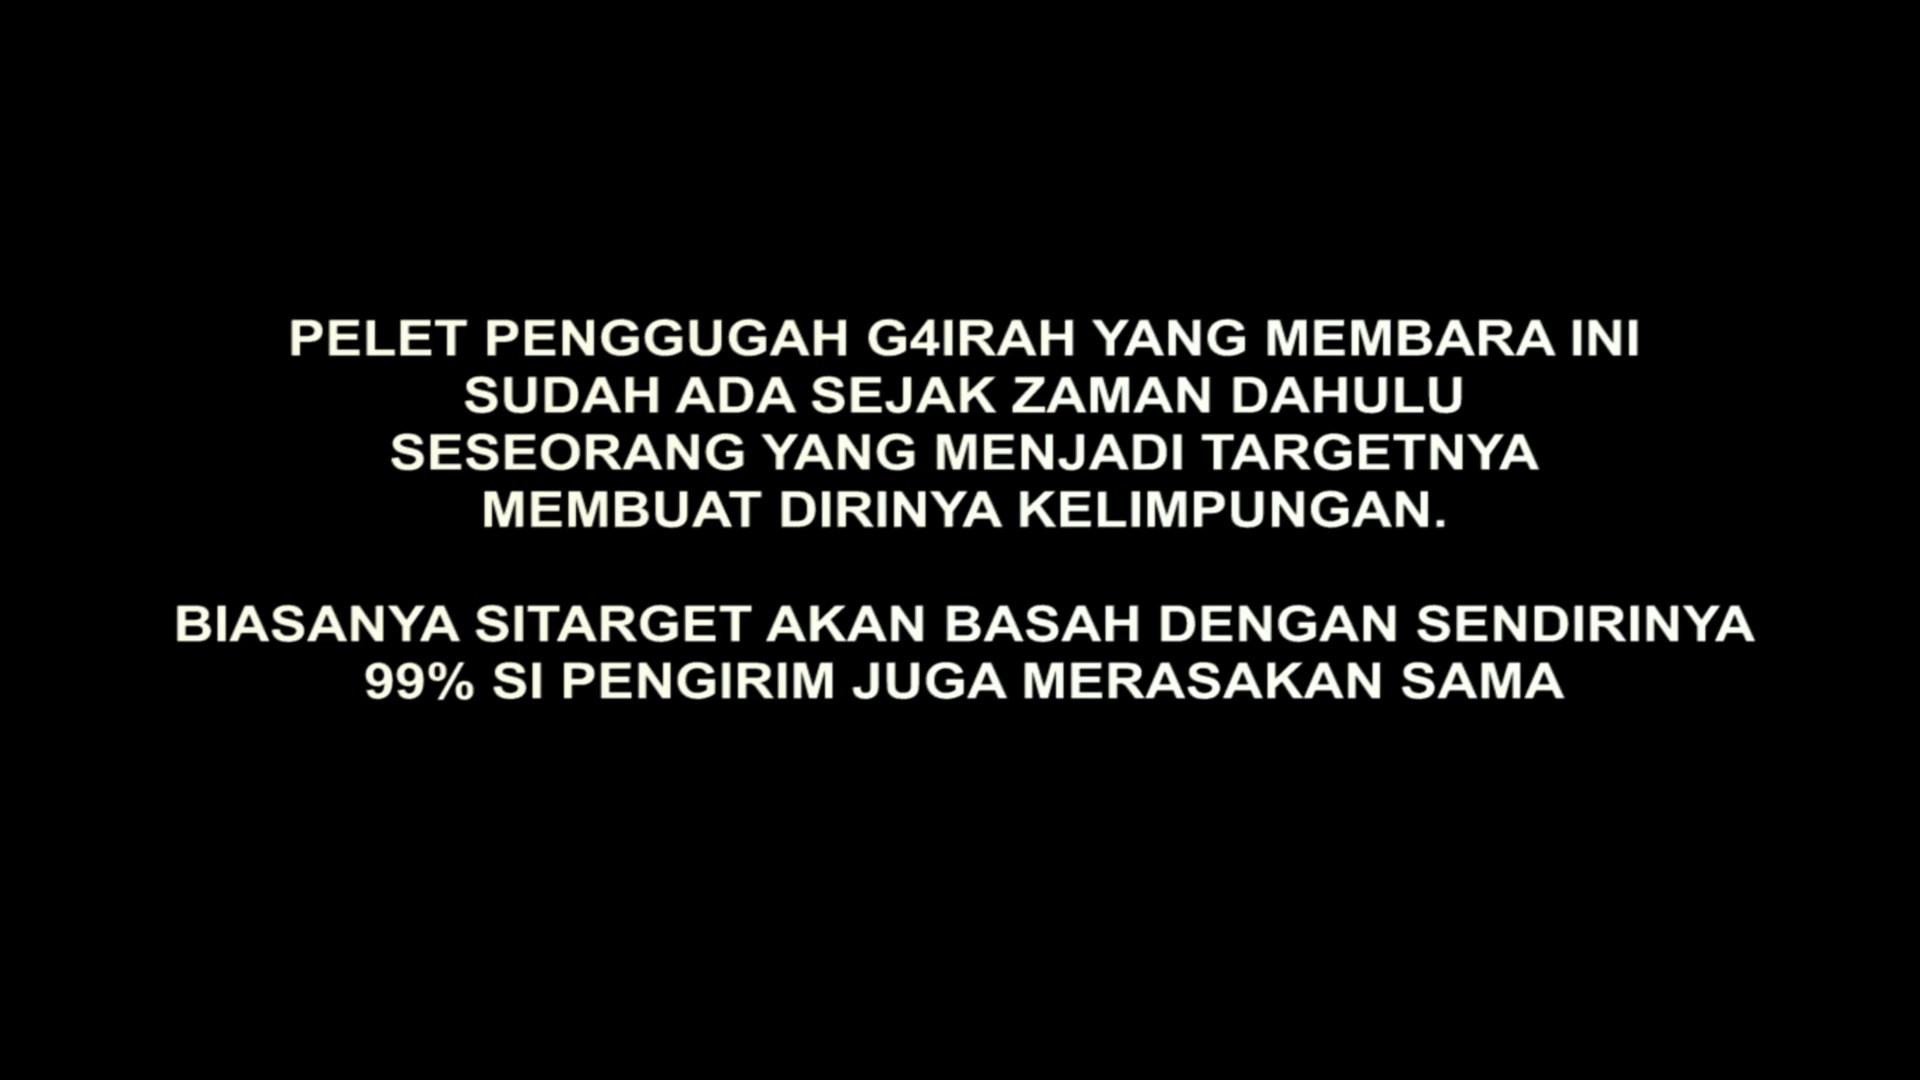 PELET PENGGUGAH G4IRAH YANG MEMBARA INI
SUDAH ADA SEJAK ZAMAN DAHULU
SESEORANG YANG MENJADI TARGETNYA
MEMBUAT DIRINYA KELIMPUNGAN.
BIASANYA SITARGET AKAN BASAH DENGAN SENDIRINYA
99% SI PENGIRIM JUGA MERASAKAN SAMA